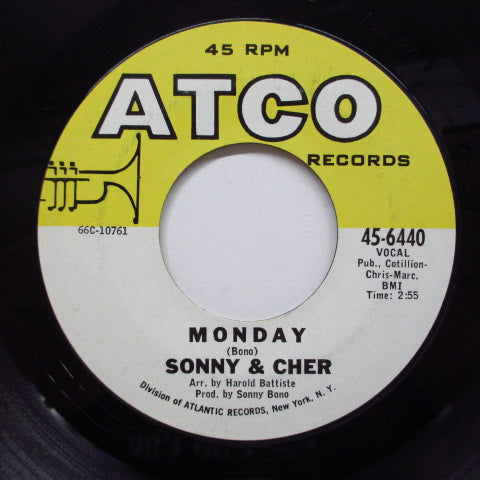 45 RPM
ATCO
RECORDS
66C-10761
45-6440
VOCAL
Pub., Cotillion-
Chris-Marc,
BMI
Time: 2:55
MONDAY
(Bono)
SONNY & CHER
Arr. by Harold Battiste
Prod. by Sonny Bono
Division of ATLANTIC RECORDS, New York, N. Y.